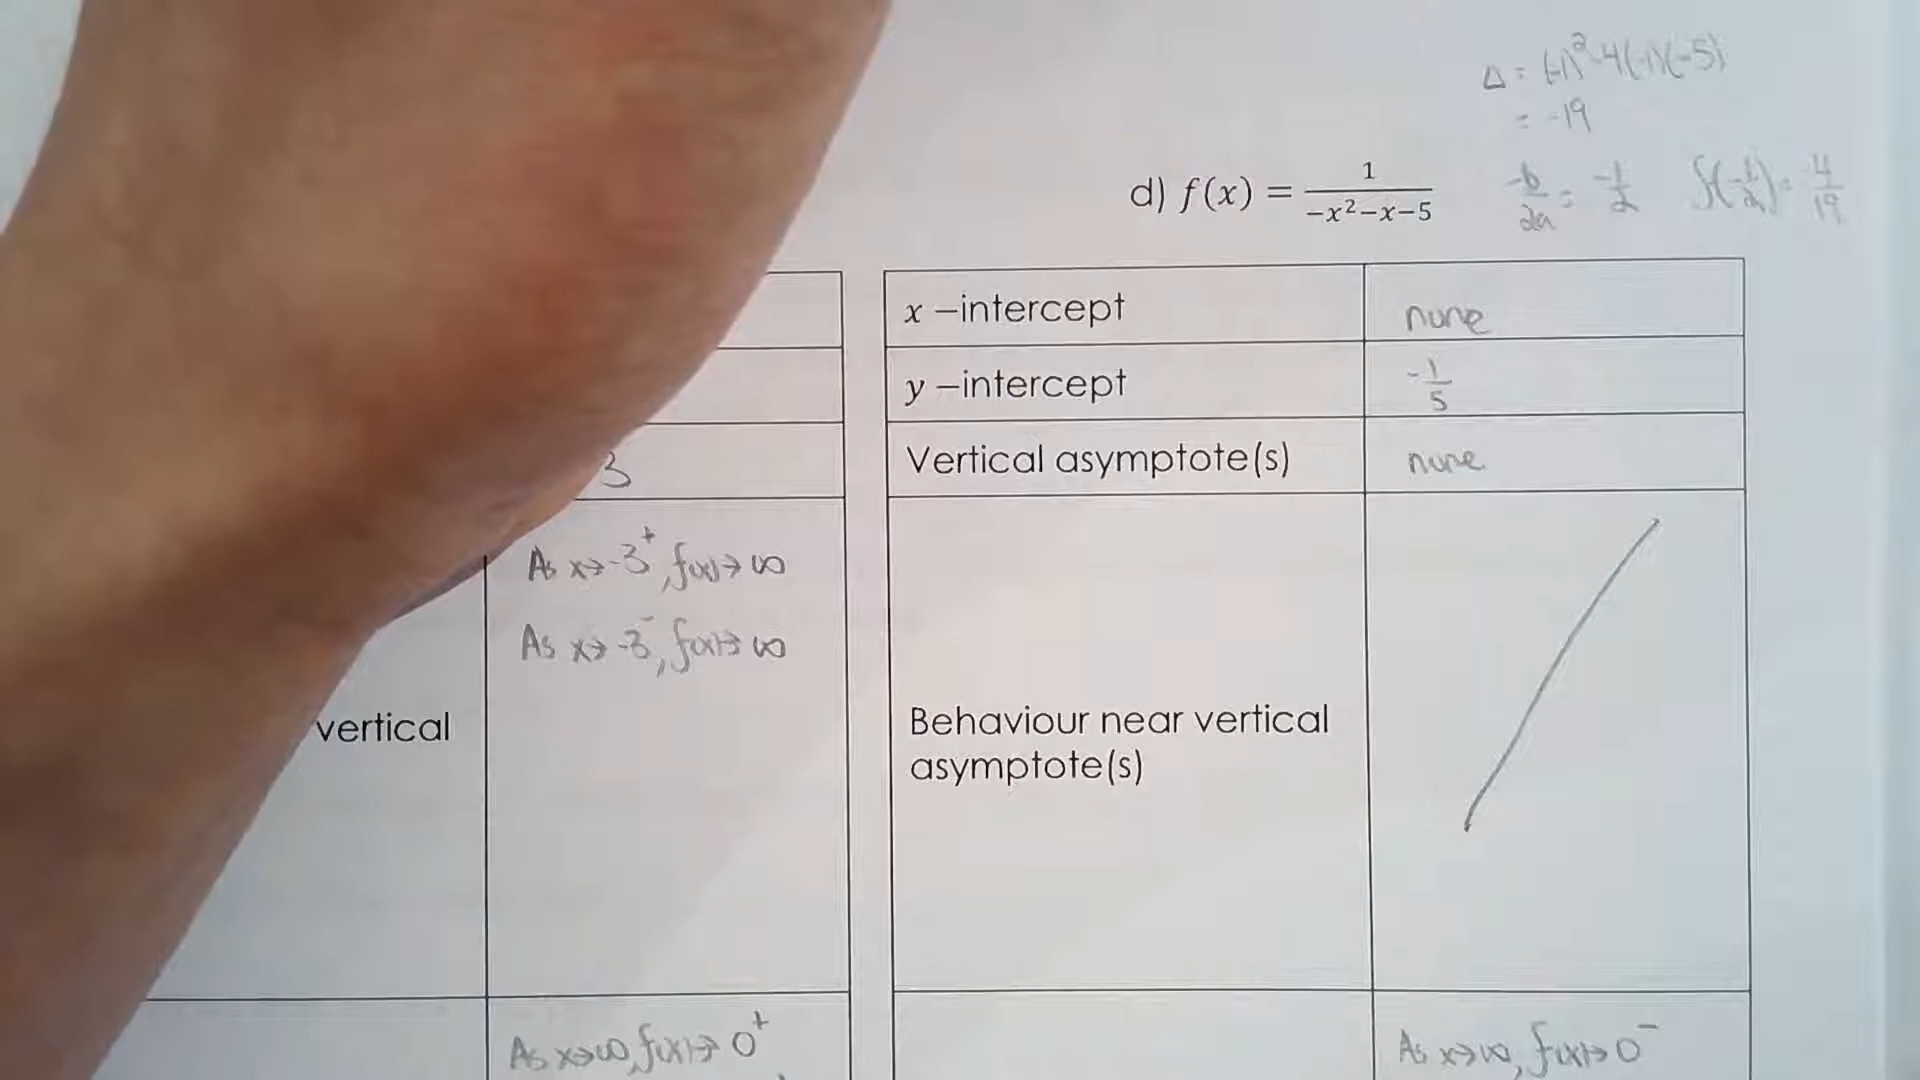 Δ = (-1)² - 4(-1)(-5)
= -19
d) f(x) = 1/(-x²-x-5)
-b/2a = -1/2 f(-1/2) = 4/19
3
As x→-3⁺, f(x)→∞
As x→-3⁻, f(x)→∞
vertical
As x→∞, f(x)→0⁺
x –intercept none
y –intercept -1/5
Vertical asymptote(s) none
Behaviour near vertical
asymptote(s)
As x→∞, f(x)→0⁻